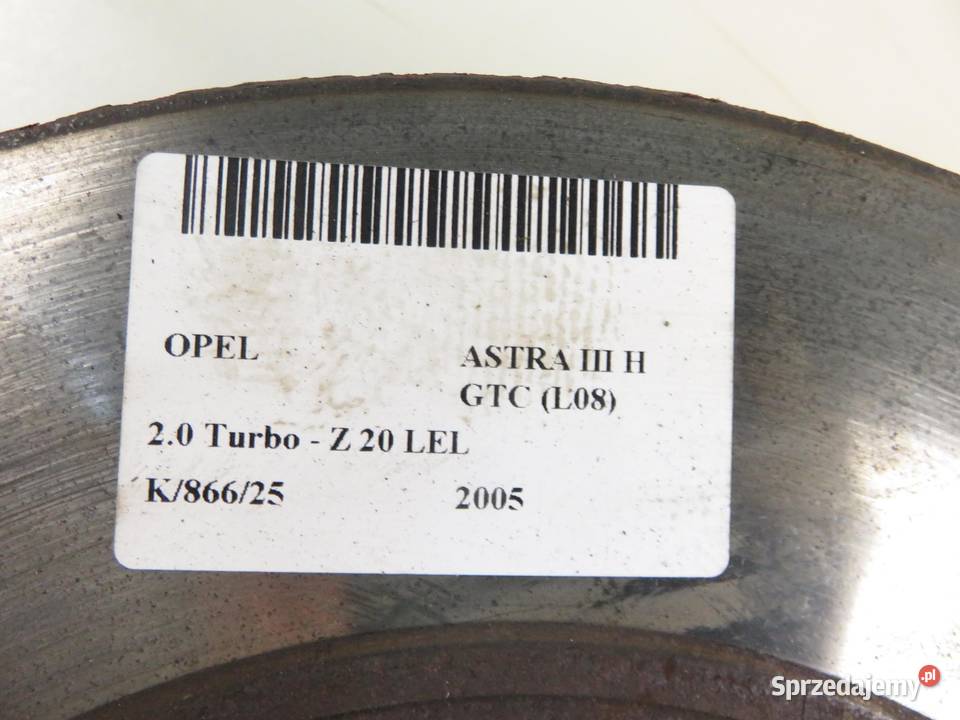 OPEL
ASTRA III H
GTC (L08)
2.0 Turbo - Z 20 LEL
K/866/25
2005
Sprzedajemy.pl